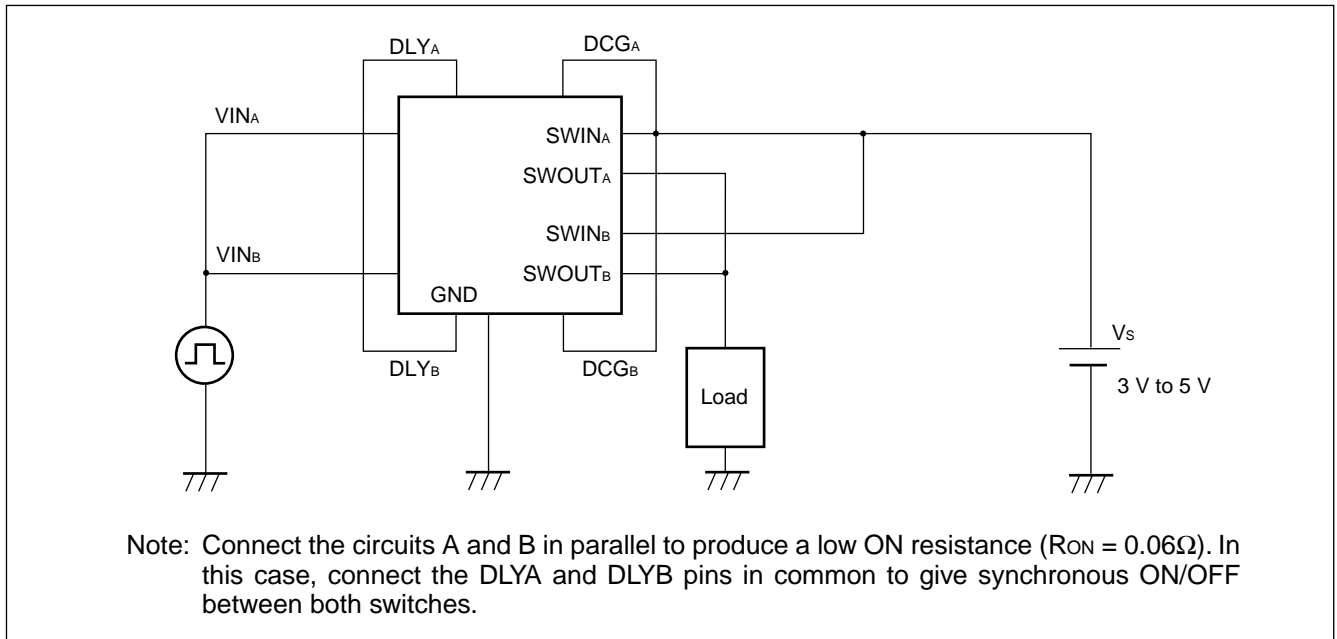 DLYA
DCGA
VINA
SWINA
SWOUTA
SWINB
VINB
SWOUTB
GND
DLYB
DCGB
Load
Vs
3 V to 5 V
Note: Connect the circuits A and B in parallel to produce a low ON resistance (RON = 0.06Ω). In
this case, connect the DLYA and DLYB pins in common to give synchronous ON/OFF
between both switches.